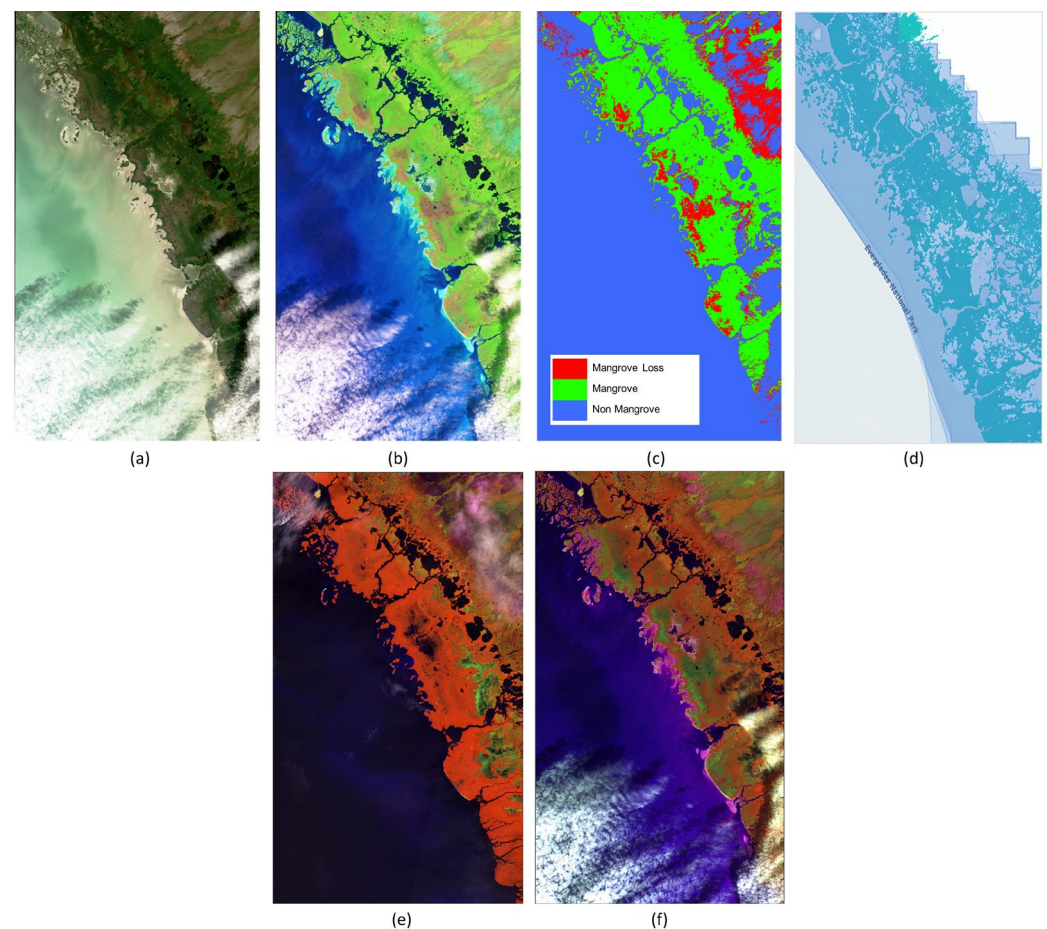 Everglades National Park
Mangrove Loss
Mangrove
Non Mangrove
(a)
(b)
(c)
(d)
(e)
(f)